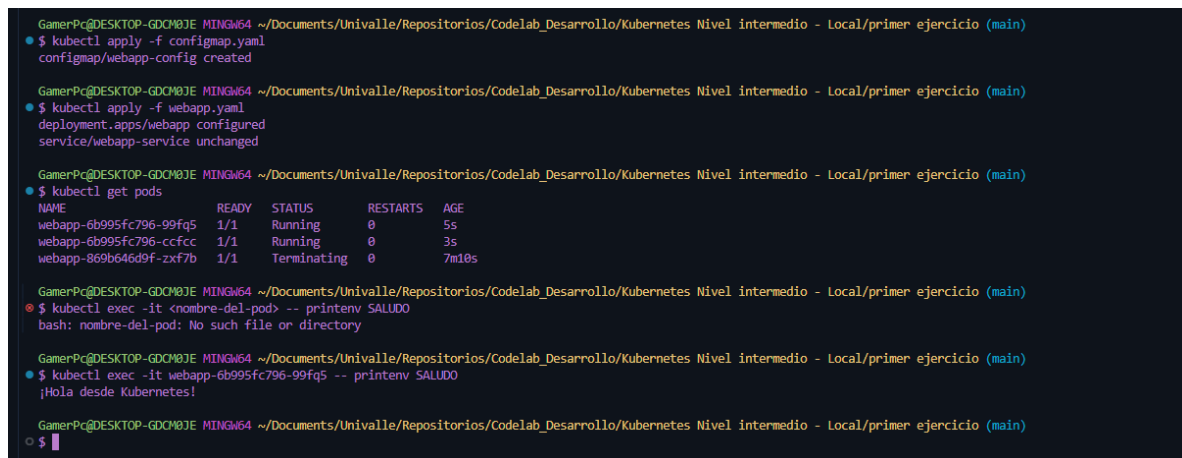 GamerPc@DESKTOP-GDCM0JE MINGW64 ~/Documents/Univalle/Repositorios/Codelab_Desarrollo/Kubernetes Nivel intermedio - Local/primer ejercicio (main)
$ kubectl apply -f configmap.yaml
configmap/webapp-config created
GamerPc@DESKTOP-GDCM0JE MINGW64 ~/Documents/Univalle/Repositorios/Codelab_Desarrollo/Kubernetes Nivel intermedio - Local/primer ejercicio (main)
$ kubectl apply -f webapp.yaml
deployment.apps/webapp configured
service/webapp-service unchanged
GamerPc@DESKTOP-GDCM0JE MINGW64 ~/Documents/Univalle/Repositorios/Codelab_Desarrollo/Kubernetes Nivel intermedio - Local/primer ejercicio (main)
$ kubectl get pods
NAME READY STATUS RESTARTS AGE
webapp-6b995fc796-99fq5 1/1 Running 0 5s
webapp-6b995fc796-ccfcc 1/1 Running 0 3s
webapp-869b646d9f-zxf7b 1/1 Terminating 0 7m10s
GamerPc@DESKTOP-GDCM0JE MINGW64 ~/Documents/Univalle/Repositorios/Codelab_Desarrollo/Kubernetes Nivel intermedio - Local/primer ejercicio (main)
$ kubectl exec -it <nombre-del-pod> -- printenv SALUDO
bash: nombre-del-pod: No such file or directory
GamerPc@DESKTOP-GDCM0JE MINGW64 ~/Documents/Univalle/Repositorios/Codelab_Desarrollo/Kubernetes Nivel intermedio - Local/primer ejercicio (main)
$ kubectl exec -it webapp-6b995fc796-99fq5 -- printenv SALUDO
¡Hola desde Kubernetes!
GamerPc@DESKTOP-GDCM0JE MINGW64 ~/Documents/Univalle/Repositorios/Codelab_Desarrollo/Kubernetes Nivel intermedio - Local/primer ejercicio (main)
$